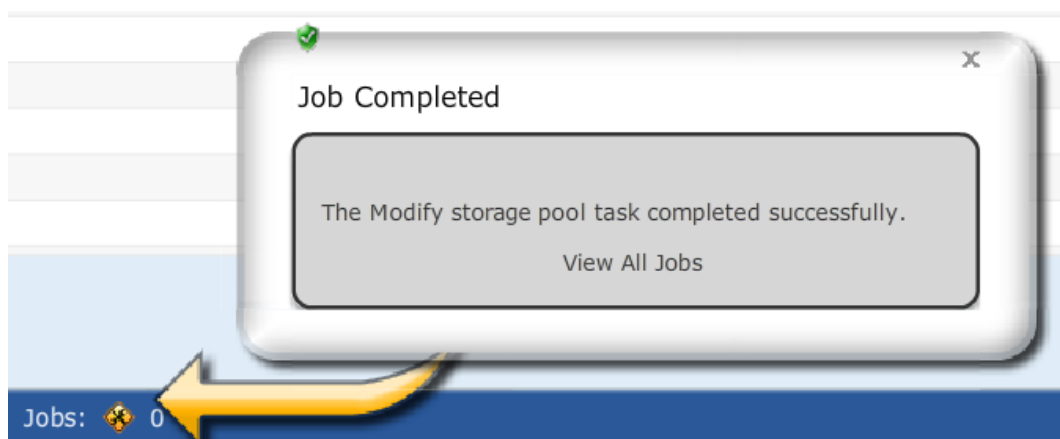 Job Completed
The Modify storage pool task completed successfully.
View All Jobs
Jobs: 0